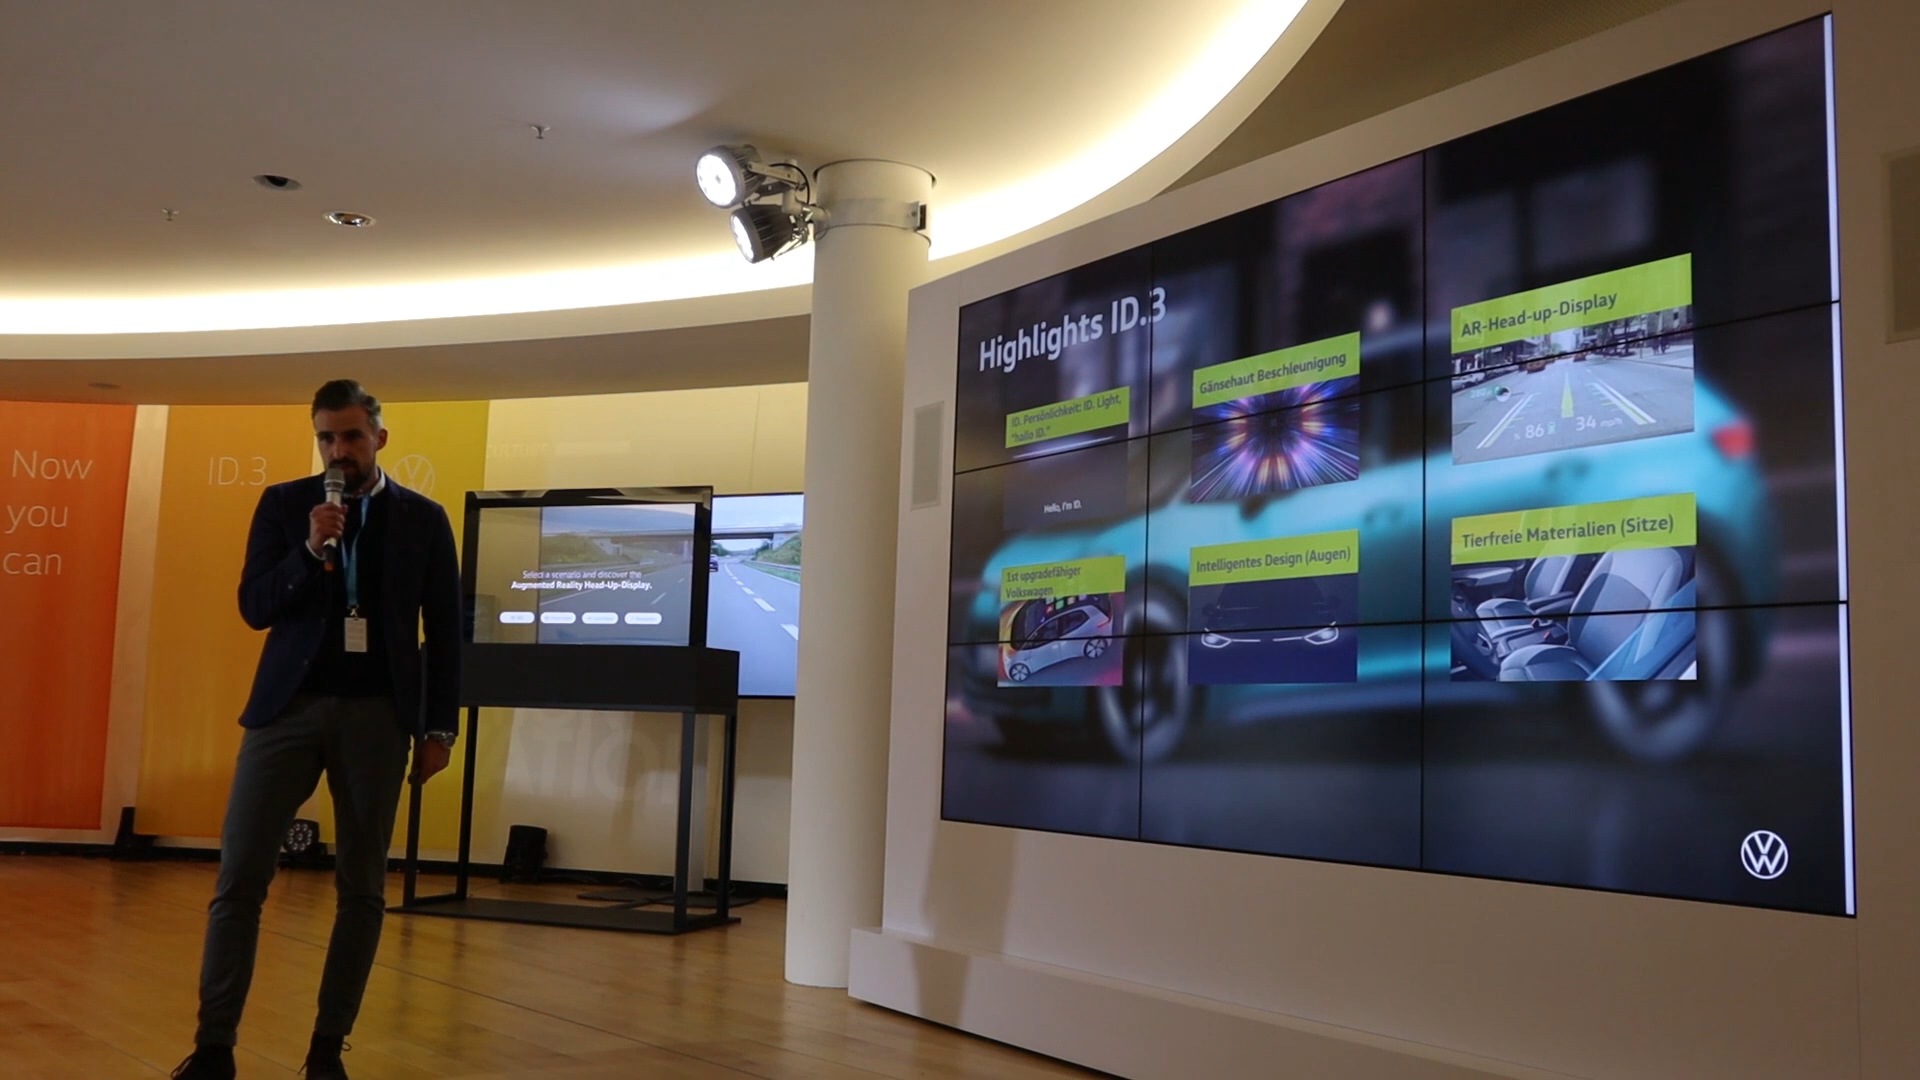 Now
you
can
ID.3
Select a scenario and discover the
Augmented Reality Head-Up-Display.
Highlights ID.3
ID. Persönlichkeit: ID. Light,
"hallo ID."
Hello, I'm ID.
Gänsehaut Beschleunigung
AR-Head-up-Display
86
34 mph
1st upgradefähiger
Volkswagen
Intelligentes Design (Augen)
Tierfreie Materialien (Sitze)